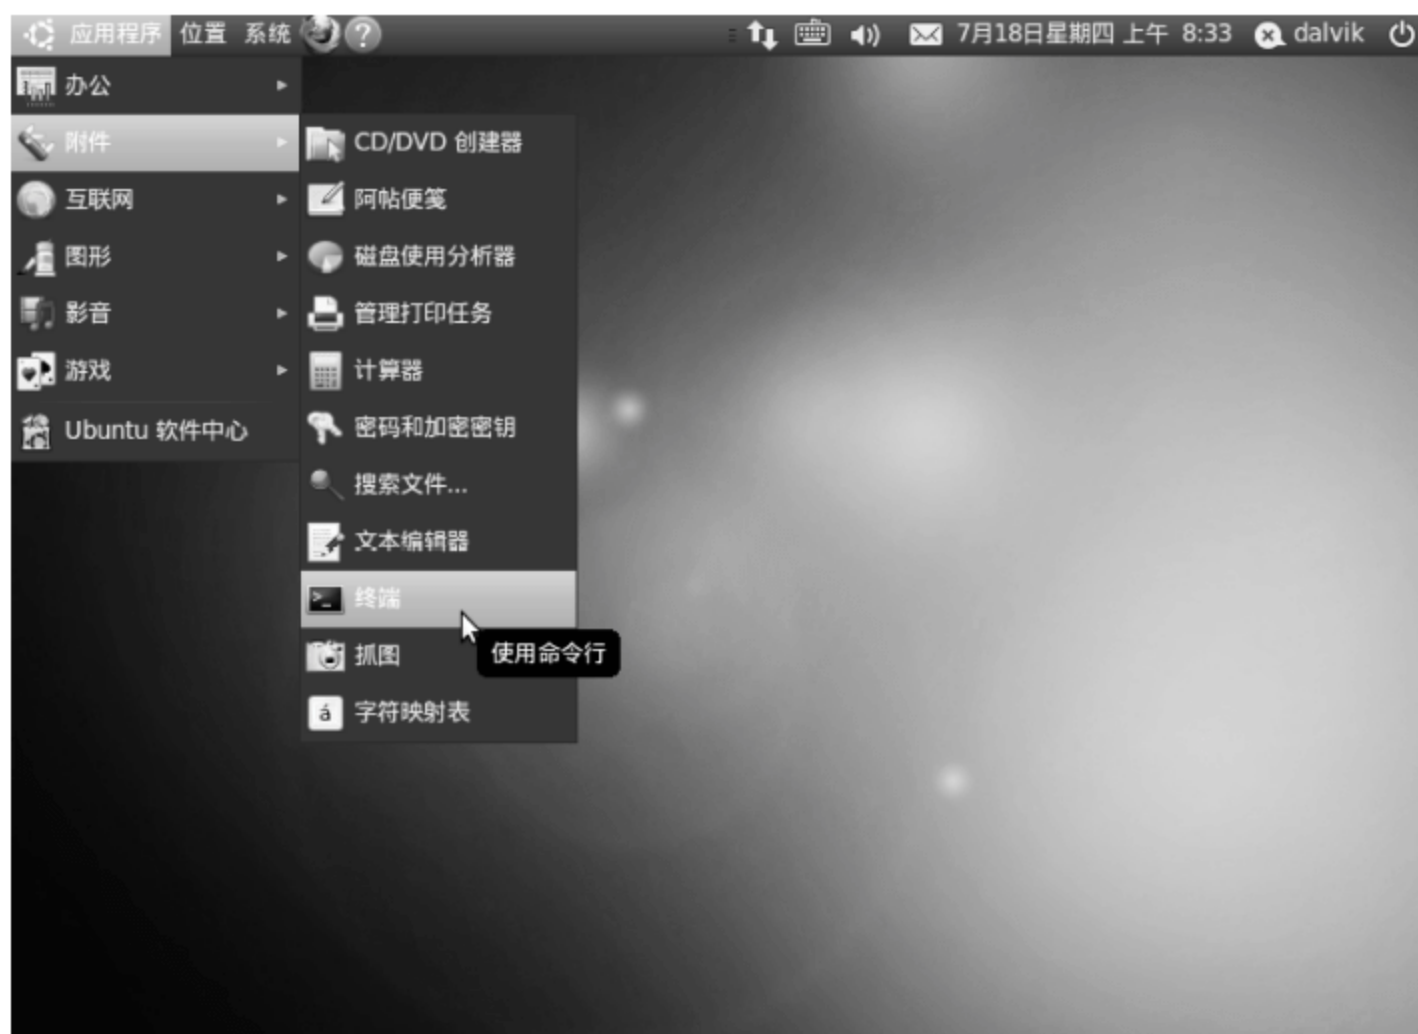 应用程序 位置 系统 ? 7月18日星期四 上午 8:33 dalvik
办公
附件
互联网
图形
影音
游戏
Ubuntu 软件中心
CD/DVD 创建器
阿帖便笺
磁盘使用分析器
管理打印任务
计算器
密码和加密密钥
搜索文件...
文本编辑器
终端
使用命令行
抓图
á 字符映射表